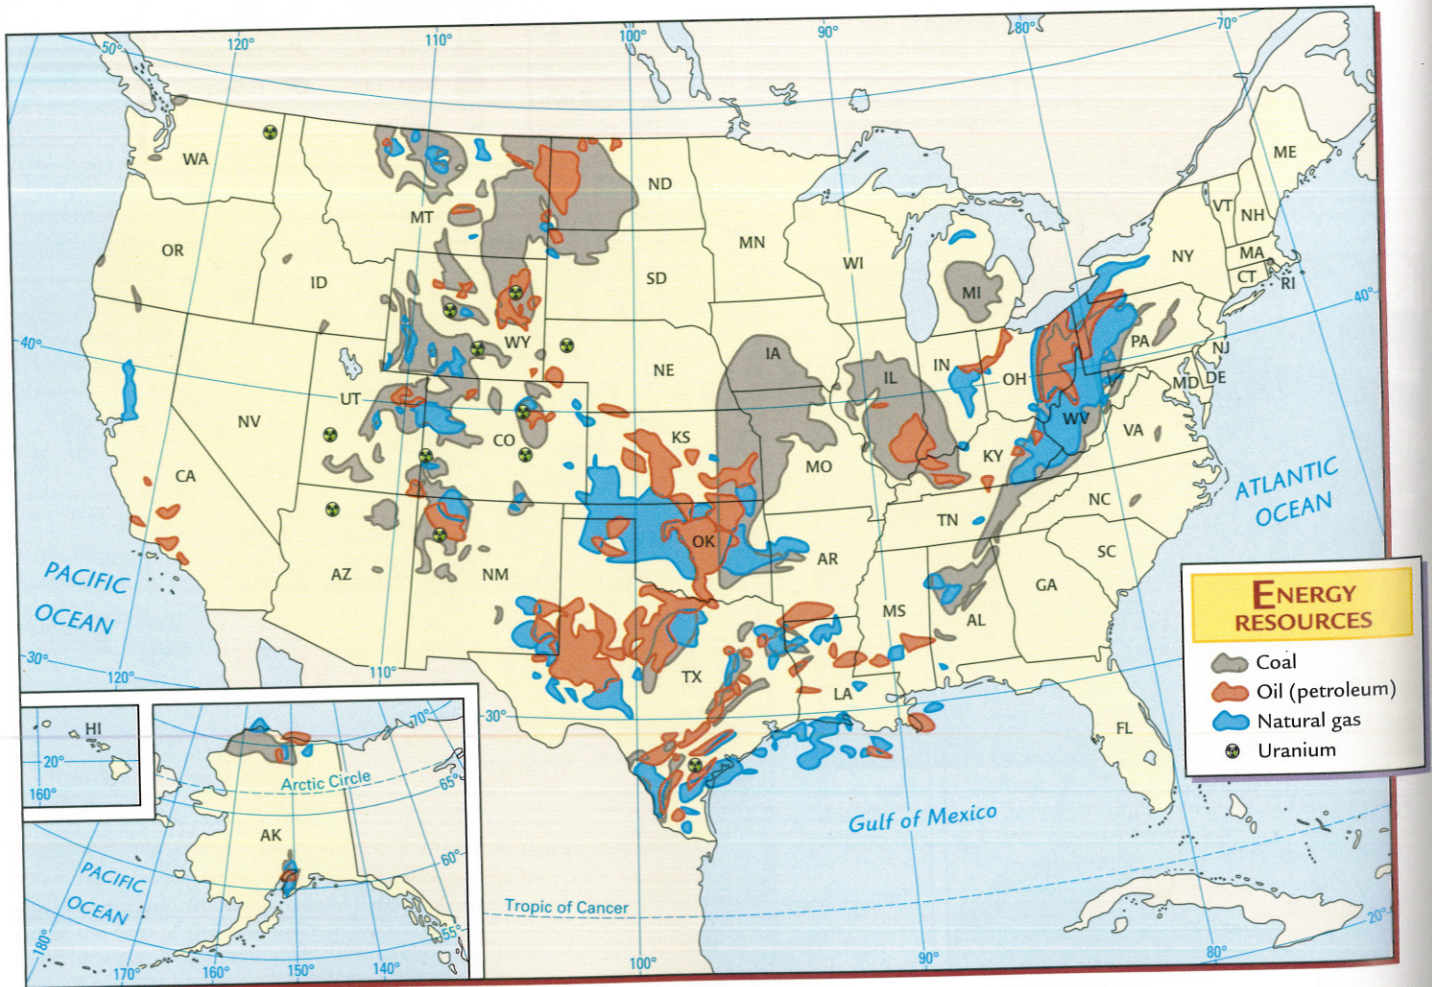 120°
110°
100°
90°
80°
70°
50°
WA
MT
ND
MN
ME
VT
NH
OR
ID
SD
WI
MI
NY
MA
CT
RI
40°
40°
WY
NE
IA
IL
IN
OH
PA
NJ
MD
DE
NV
UT
CO
KS
MO
KY
WV
VA
CA
AZ
NM
OK
AR
TN
NC
SC
MS
AL
GA
TX
LA
FL
PACIFIC
OCEAN
ATLANTIC
OCEAN
30°
120°
110°
30°
ENERGY
RESOURCES
Coal
Oil (petroleum)
Natural gas
Uranium
HI
20°
160°
70°
Arctic Circle
65°
AK
60°
PACIFIC
OCEAN
55°
180°
170°
160°
150°
140°
Gulf of Mexico
Tropic of Cancer
20°
100°
90°
80°